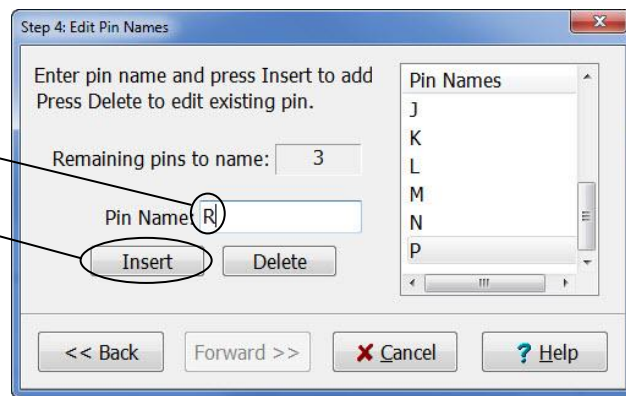 Step 4: Edit Pin Names
Enter pin name and press Insert to add
Press Delete to edit existing pin.
Remaining pins to name: 3
Pin Name: R
Insert Delete
Pin Names
J
K
L
M
N
P
<< Back Forward >> X Cancel ? Help